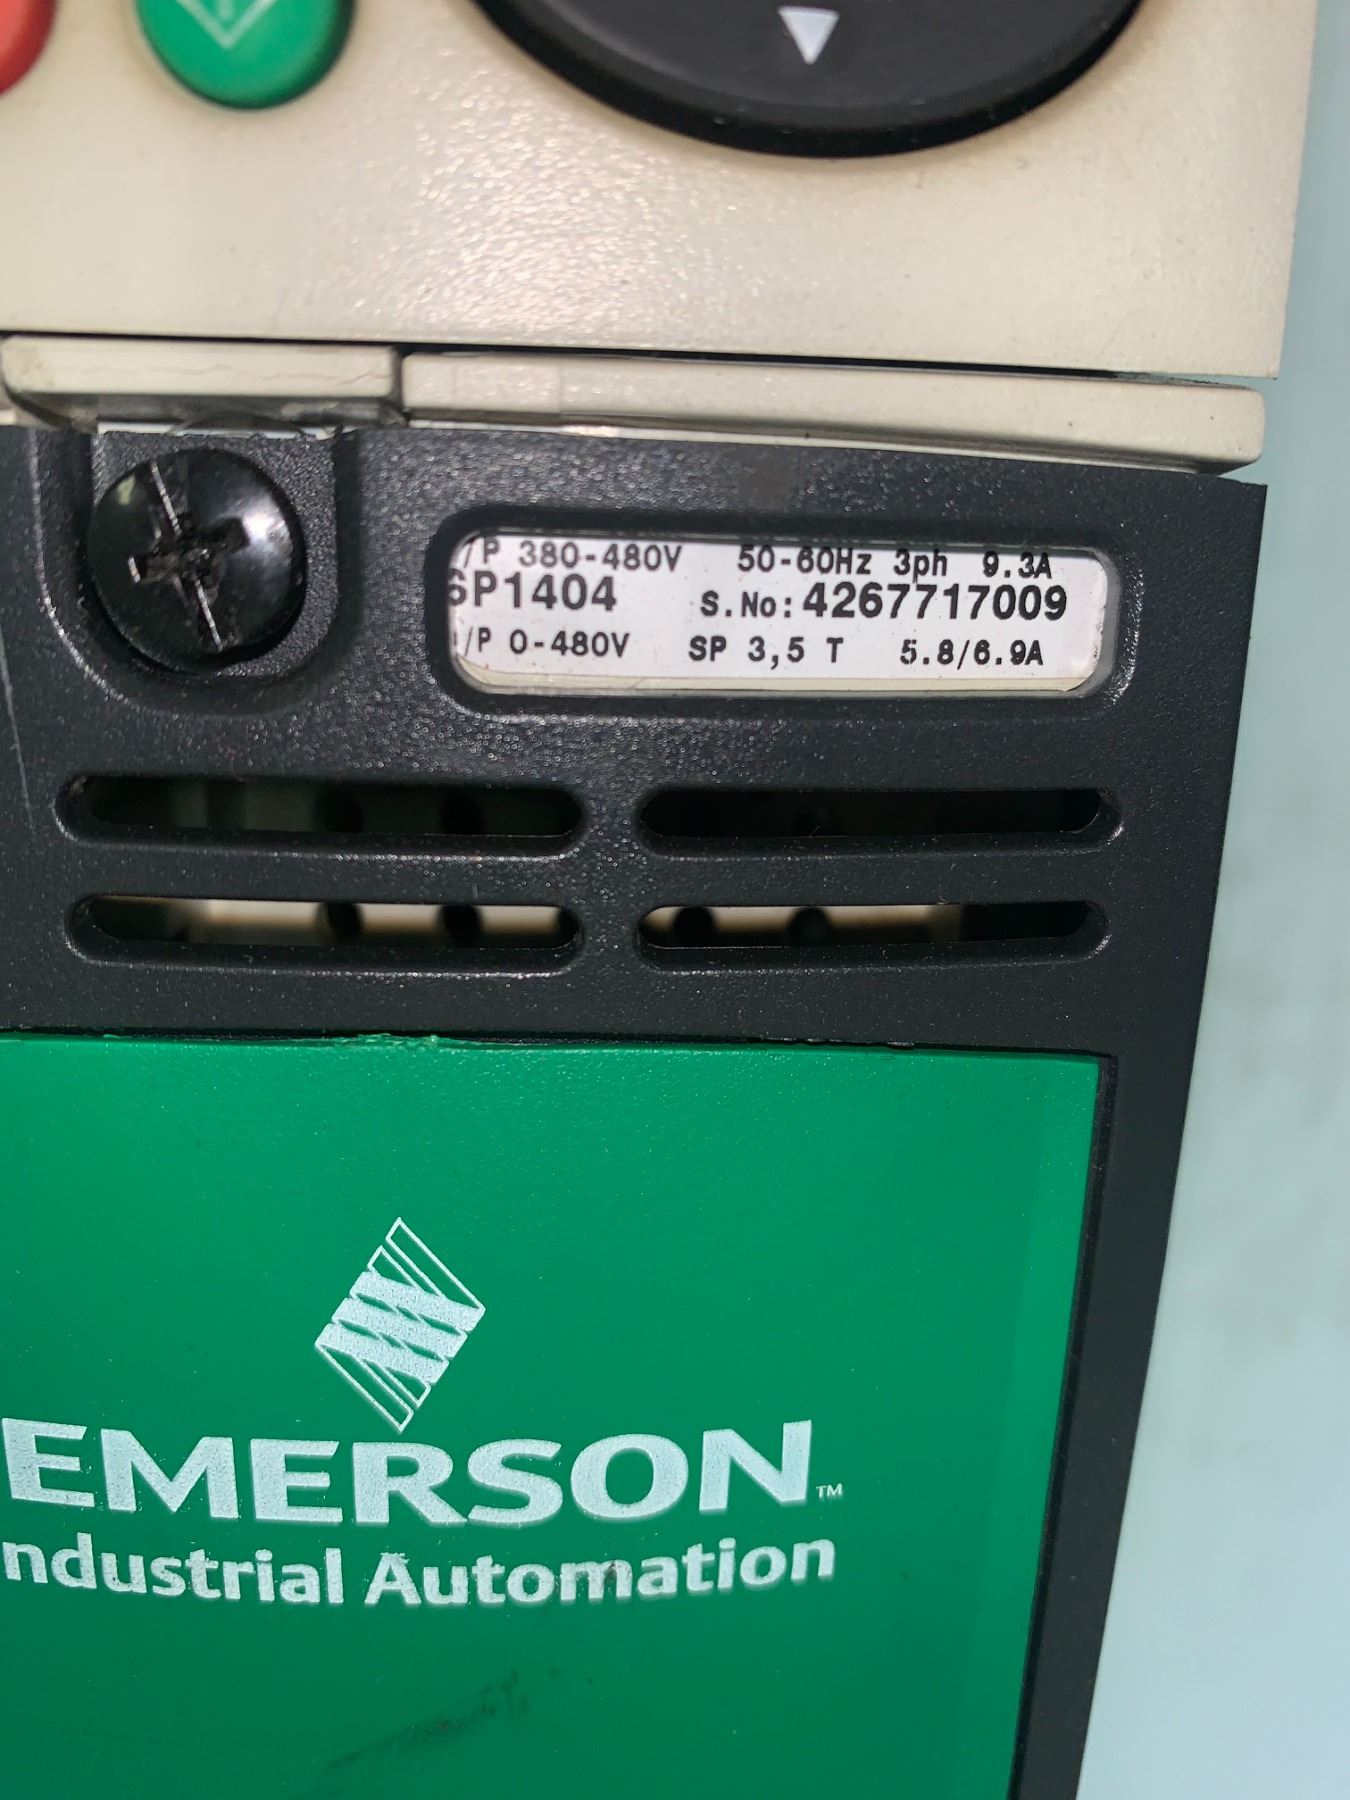 /P 380-480V 50-60Hz 3ph 9.3A
SP1404 S.No: 4267717009
/P 0-480V SP 3,5 T 5.8/6.9A
EMERSON™
ndustrial Automation